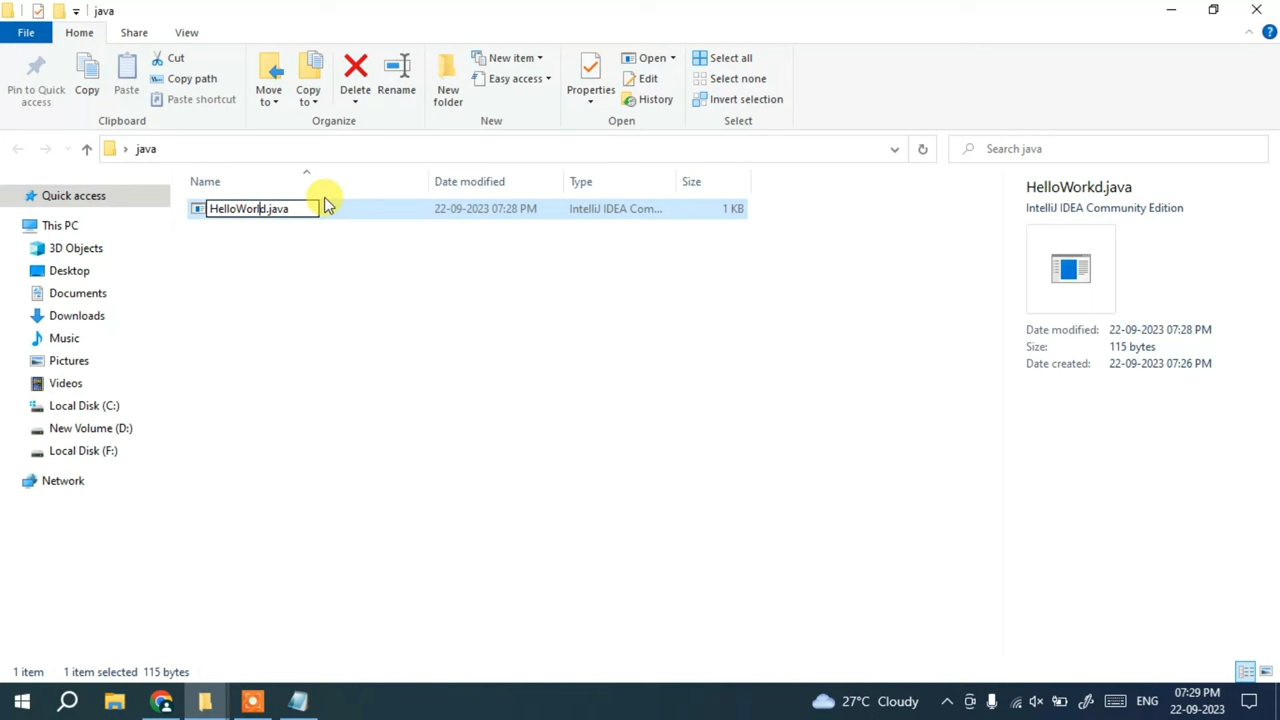 java
File Home Share View
Pin to Quick access
Copy
Paste
Cut
Copy path
Paste shortcut
Clipboard
Move to
Copy to
Delete
Rename
Organize
New folder
New item
Easy access
New
Properties
Open
Edit
History
Open
Select all
Select none
Invert selection
Select
java
Search java
Name Date modified Type Size
HelloWorld.java 22-09-2023 07:28 PM IntelliJ IDEA Com... 1 KB
Quick access
This PC
3D Objects
Desktop
Documents
Downloads
Music
Pictures
Videos
Local Disk (C:)
New Volume (D:)
Local Disk (F:)
Network
HelloWorkd.java
IntelliJ IDEA Community Edition
Date modified: 22-09-2023 07:28 PM
Size: 115 bytes
Date created: 22-09-2023 07:26 PM
1 item 1 item selected 115 bytes
27°C Cloudy
ENG
07:29 PM
22-09-2023